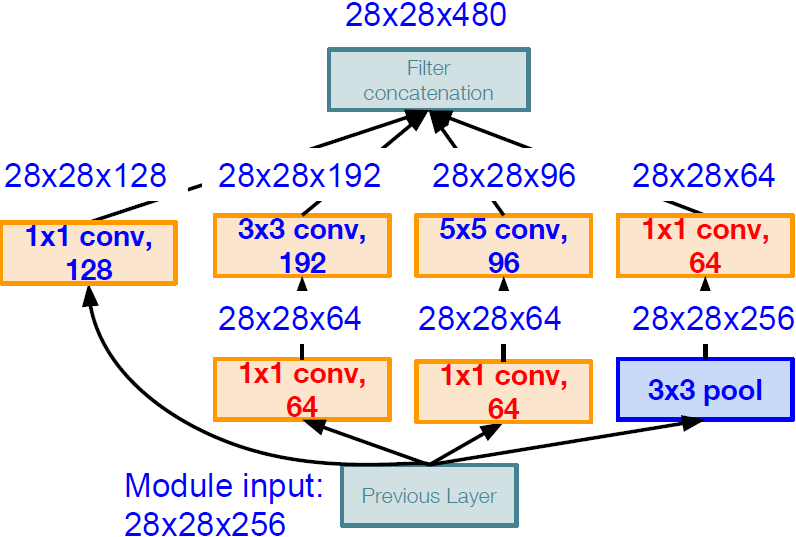 28x28x480
Filter
concatenation
28x28x128
28x28x192
28x28x96
28x28x64
1x1 conv,
128
3x3 conv,
192
5x5 conv,
96
1x1 conv,
64
28x28x64
28x28x64
28x28x256
1x1 conv,
64
1x1 conv,
64
3x3 pool
Module input:
28x28x256
Previous Layer